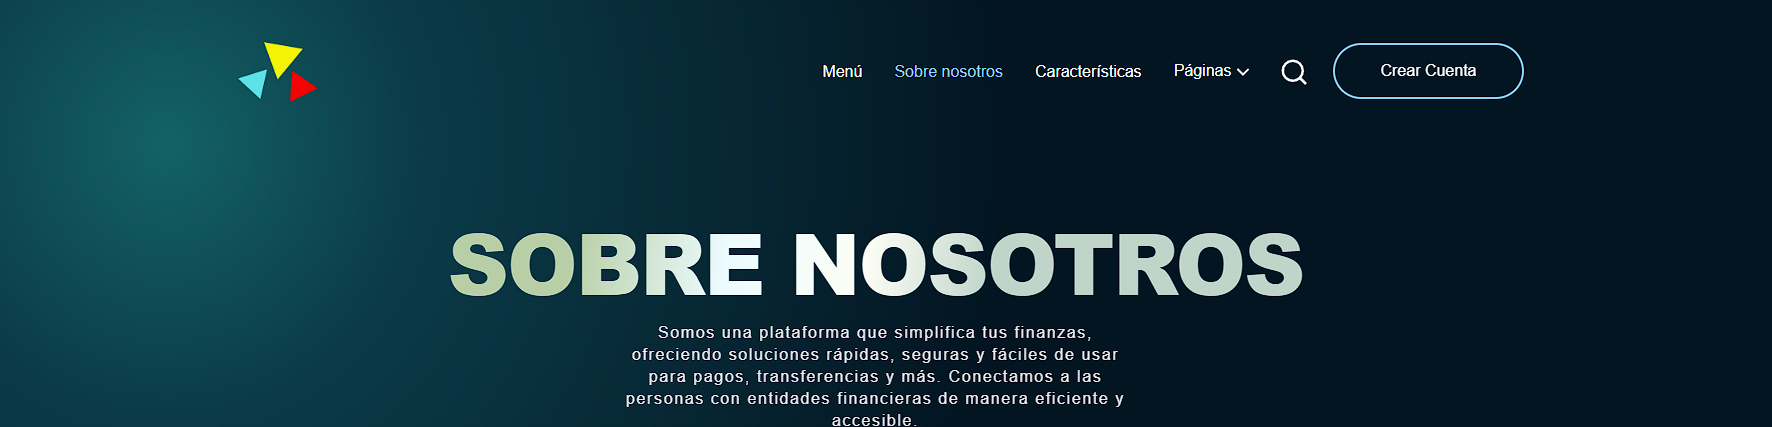 Menú Sobre nosotros Características Páginas Crear Cuenta
SOBRE NOSOTROS
Somos una plataforma que simplifica tus finanzas,
ofreciendo soluciones rápidas, seguras y fáciles de usar
para pagos, transferencias y más. Conectamos a las
personas con entidades financieras de manera eficiente y
accesible.